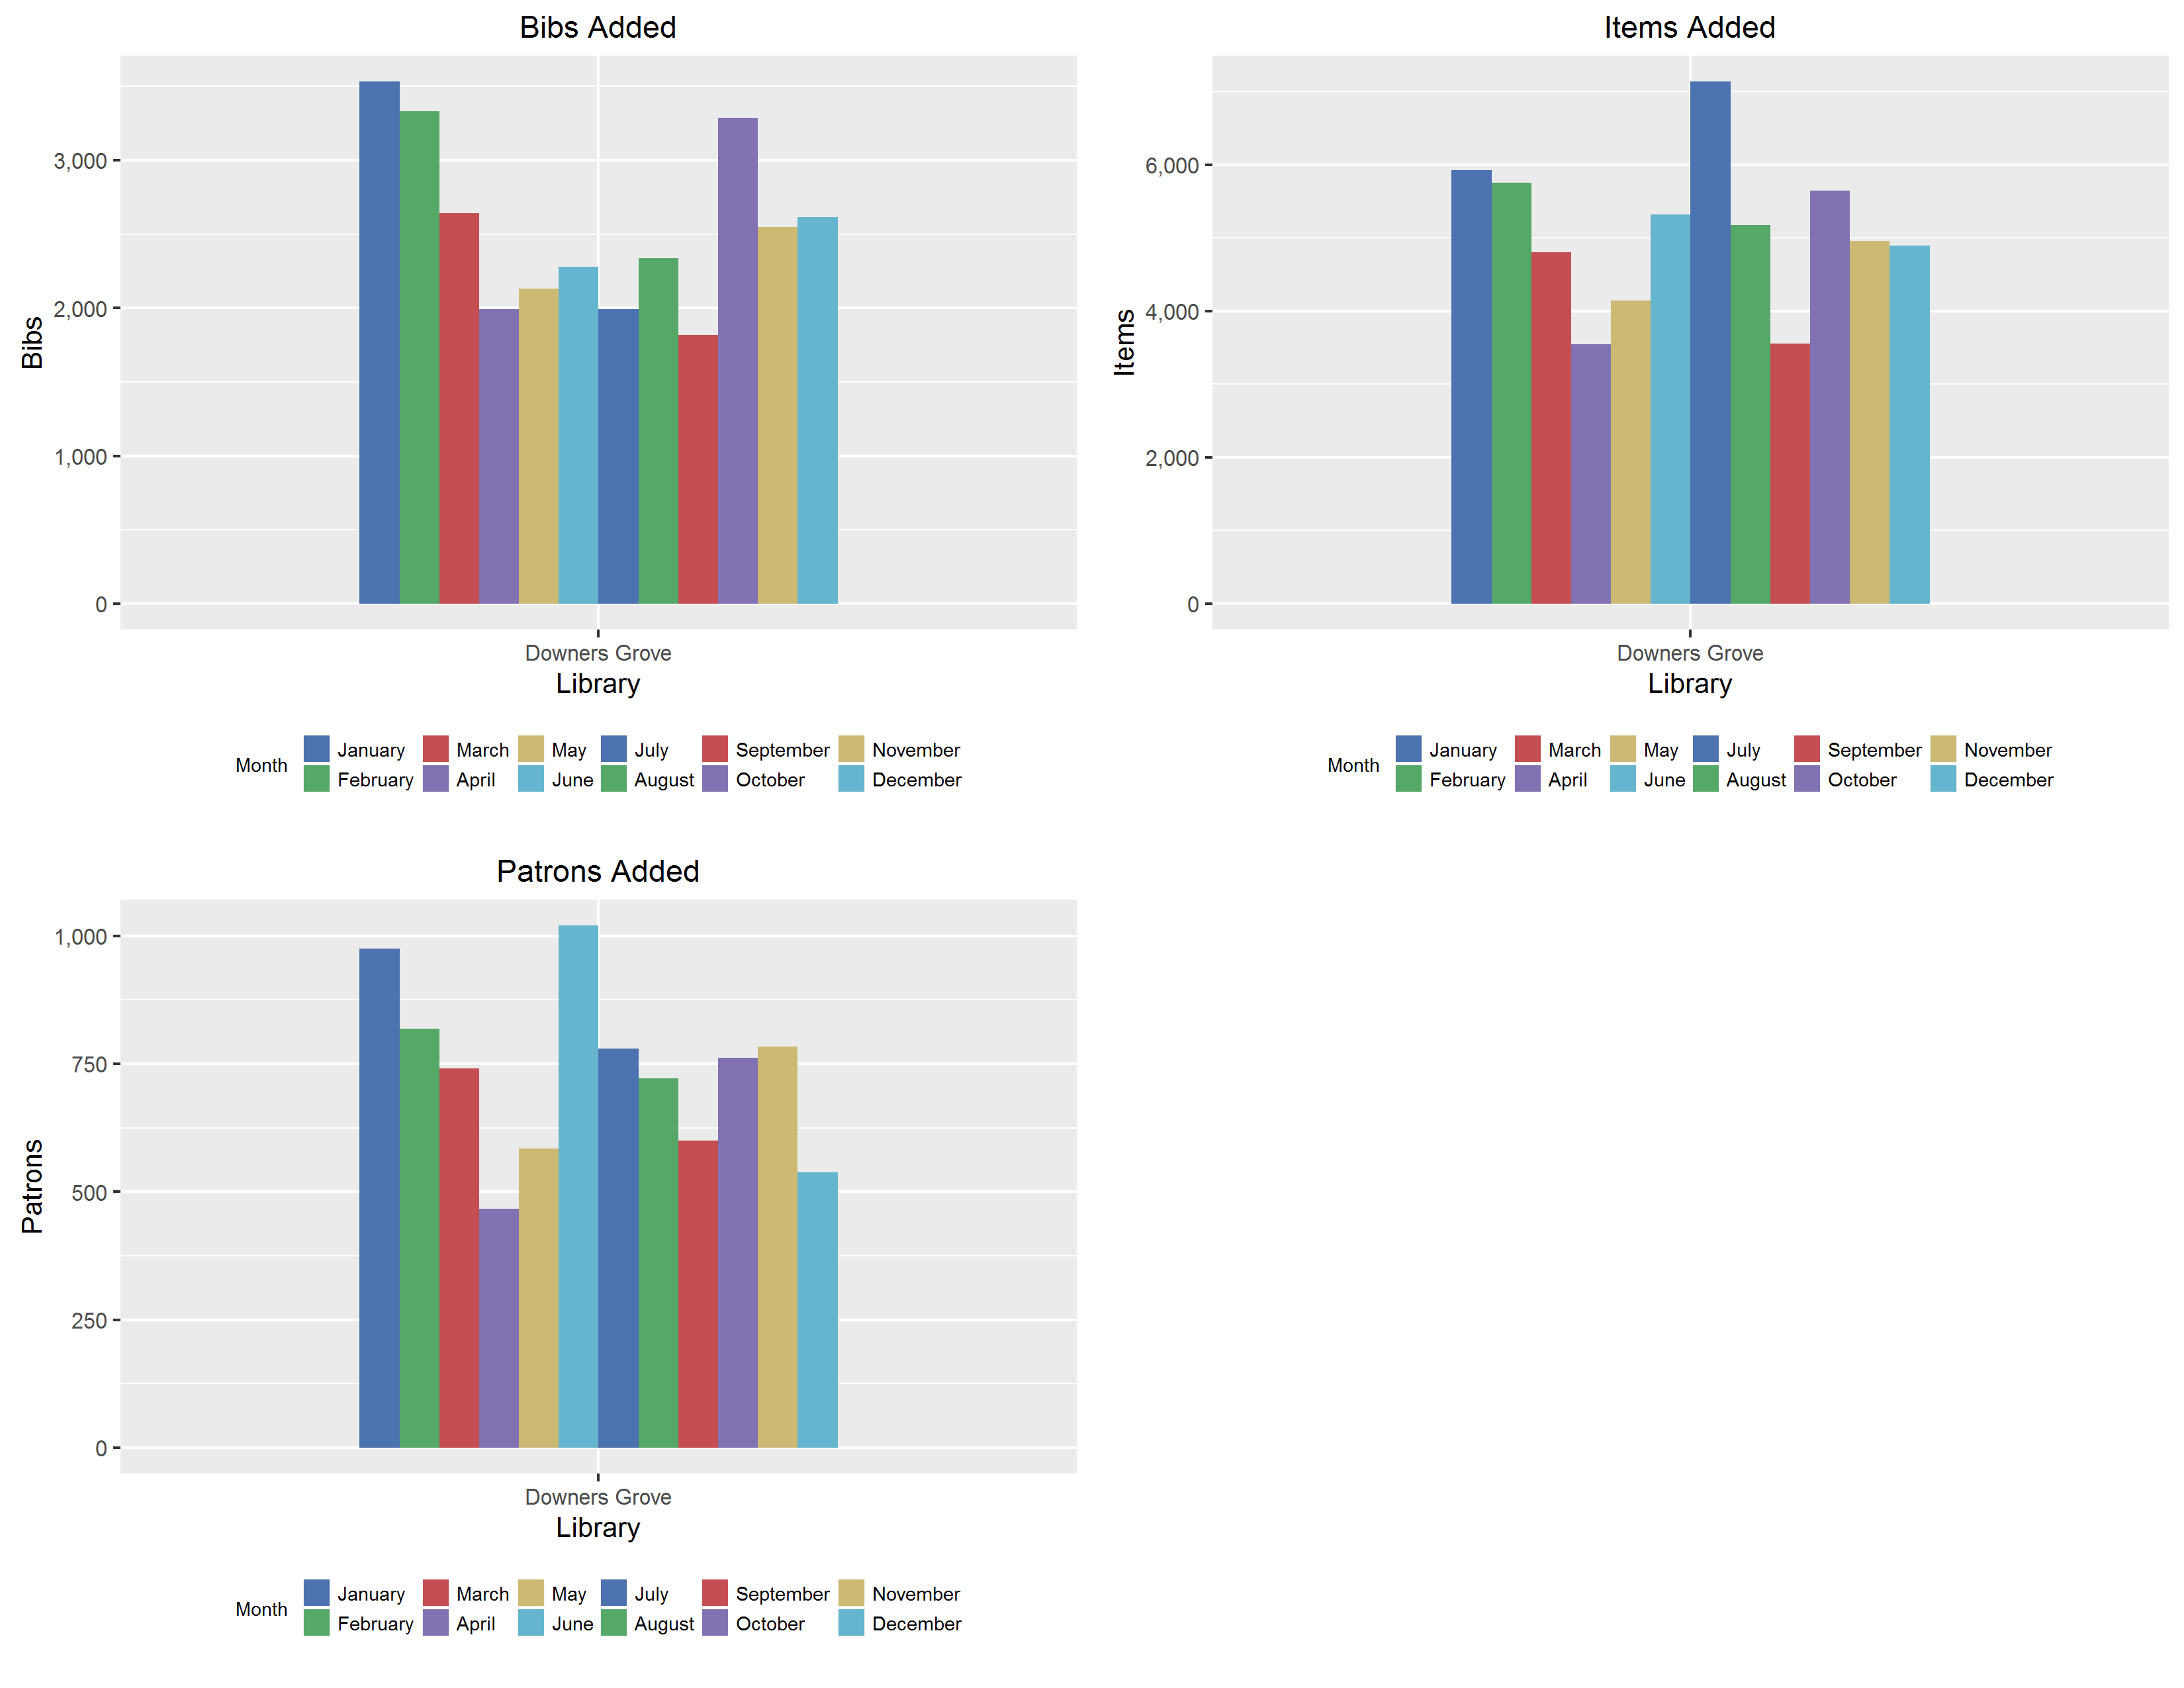 Bibs Added
Bibs
3,000
2,000
1,000
0
Downers Grove
Library
Month
January March May July September November
February April June August October December
Items Added
Items
6,000
4,000
2,000
0
Downers Grove
Library
Month
January March May July September November
February April June August October December
Patrons Added
Patrons
1,000
750
500
250
0
Downers Grove
Library
Month
January March May July September November
February April June August October December